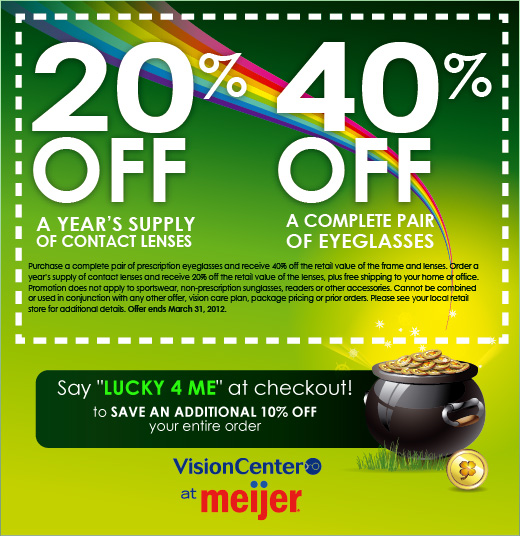 20% OFF
A YEAR'S SUPPLY
OF CONTACT LENSES
40% OFF
A COMPLETE PAIR
OF EYEGLASSES
Purchase a complete pair of prescription eyeglasses and receive 40% off the retail value of the frame and lenses. Order a
year's supply of contact lenses and receive 20% off the retail value of the lenses, plus free shipping to your home or office.
Promotion does not apply to sportswear, non-prescription sunglasses, readers or other accessories. Cannot be combined
or used in conjunction with any other offer, vision care plan, package pricing or prior orders. Please see your local retail
store for additional details. Offer ends March 31, 2012.
Say "LUCKY 4 ME" at checkout!
to SAVE AN ADDITIONAL 10% OFF
your entire order
VisionCenter
at meijer